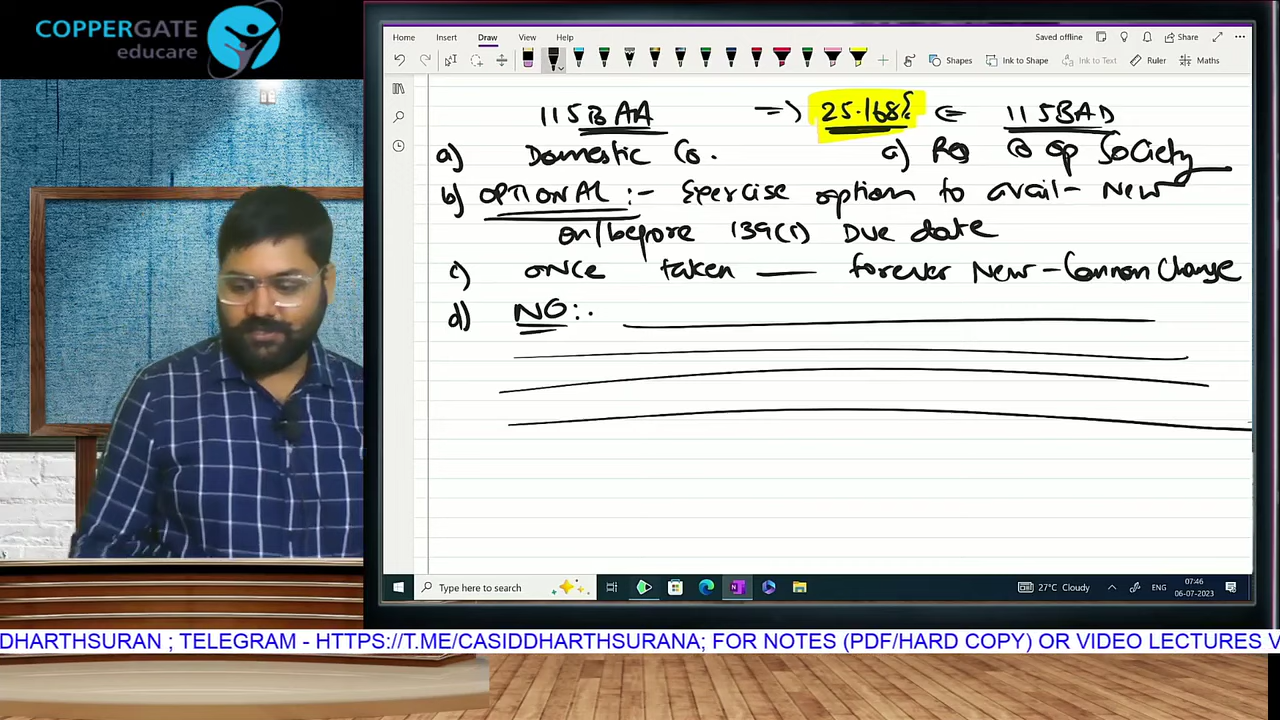 COPPERGATE
educare
Home Insert Draw View Help
Saved offline
Share
Shapes Ink to Shape Ink to Text Ruler Maths
115BAA => 25.168% <= 115BAD
a) Domestic Co. a) Co op Society
b) OPTIONAL :- Exercise option to avail - New
on/before 139(1) Due date
c) once taken — forever New - Cannot Change
d) NO:.
Type here to search
27°C Cloudy
ENG
07:46
06-07-2023
DHARTHSURAN ; TELEGRAM - HTTPS://T.ME/CASIDDHARTHSURANA; FOR NOTES (PDF/HARD COPY) OR VIDEO LECTURES V